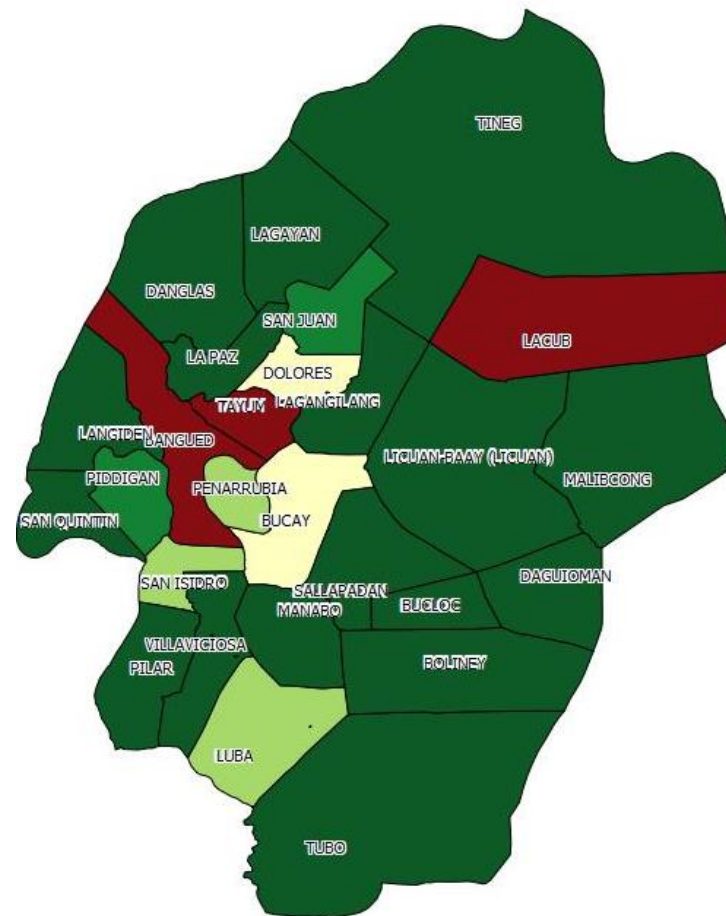 TINEG
LAGAYAN
DANGLAS
SAN JUAN
LACUB
LA PAZ
DOLORES
TAYUM
LAGANGILANG
LANGIDEN
BANGUED
LICUAN-BAAY (LICUAN)
PIDDIGAN
MALIBCONG
PENARRUBIA
SAN QUINTIN
BUCAY
SAN ISIDRO
DAGUIOMAN
SALLAPADAN
BUCLOC
MANABO
VILLAVICIOSA
PILAR
BOLINEY
LUBA
TUBO